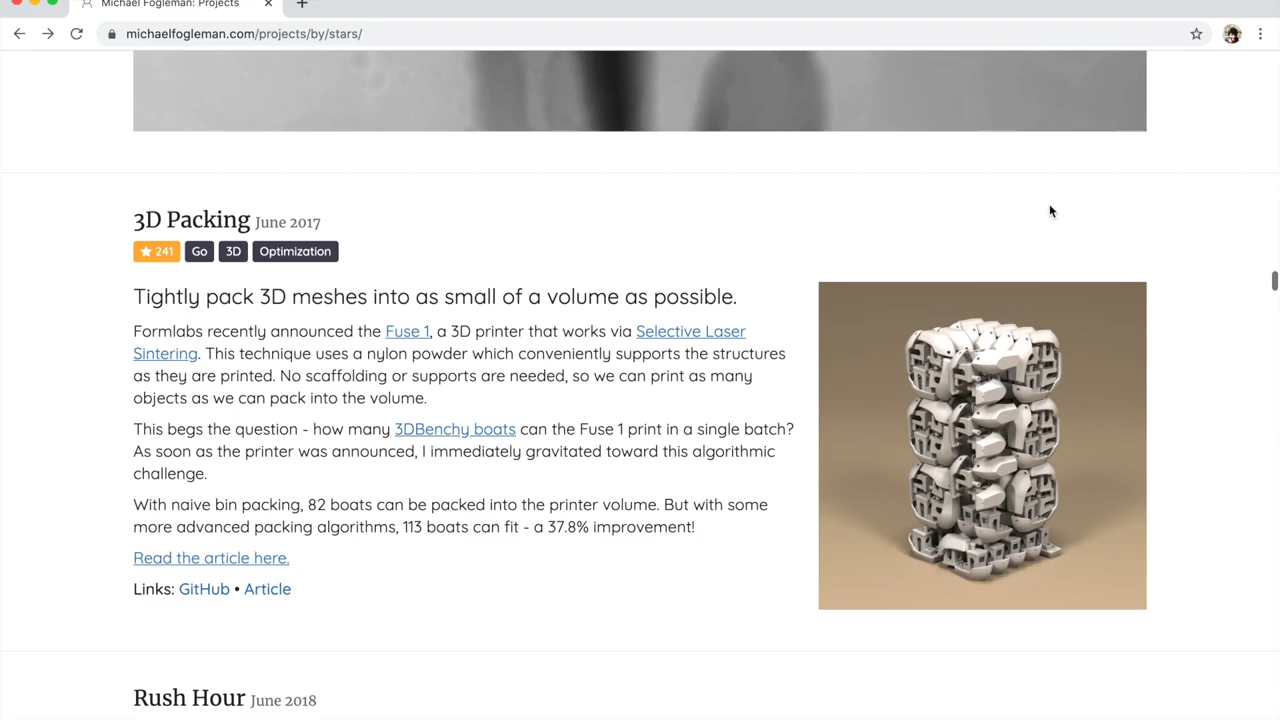 Michael Fogleman: Projects
michaelfogleman.com/projects/by/stars/
3D Packing June 2017
★ 241 Go 3D Optimization
Tightly pack 3D meshes into as small of a volume as possible.
Formlabs recently announced the Fuse 1, a 3D printer that works via Selective Laser
Sintering. This technique uses a nylon powder which conveniently supports the structures
as they are printed. No scaffolding or supports are needed, so we can print as many
objects as we can pack into the volume.
This begs the question - how many 3DBenchy boats can the Fuse 1 print in a single batch?
As soon as the printer was announced, I immediately gravitated toward this algorithmic
challenge.
With naive bin packing, 82 boats can be packed into the printer volume. But with some
more advanced packing algorithms, 113 boats can fit - a 37.8% improvement!
Read the article here.
Links: GitHub • Article
Rush Hour June 2018